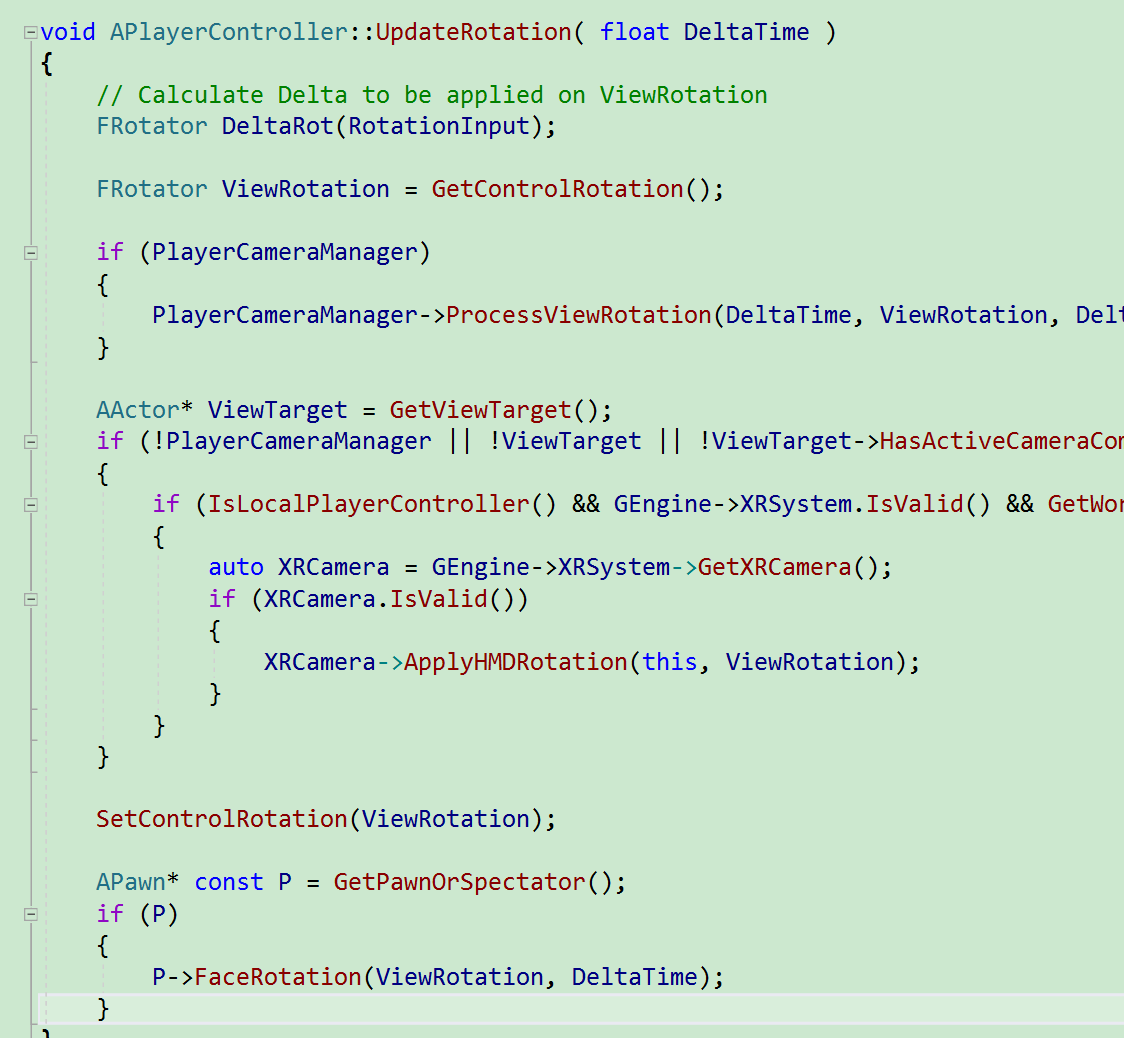 void APlayerController::UpdateRotation( float DeltaTime )
{
    // Calculate Delta to be applied on ViewRotation
    FRotator DeltaRot(RotationInput);

    FRotator ViewRotation = GetControlRotation();

    if (PlayerCameraManager)
    {
        PlayerCameraManager->ProcessViewRotation(DeltaTime, ViewRotation,
    }

    AActor* ViewTarget = GetViewTarget();
    if (!PlayerCameraManager || !ViewTarget || !ViewTarget->
    {
        if (IsLocalPlayerController() && GEngine->XRSystem.IsValid() &&
        {
            auto XRCamera = GEngine->XRSystem->GetXRCamera();
            if (XRCamera.IsValid())
            {
                XRCamera->ApplyHMDRotation(this, ViewRotation);
            }
        }
    }

    SetControlRotation(ViewRotation);

    APawn* const P = GetPawnOrSpectator();
    if (P)
    {
        P->FaceRotation(ViewRotation, DeltaTime);
    }
}